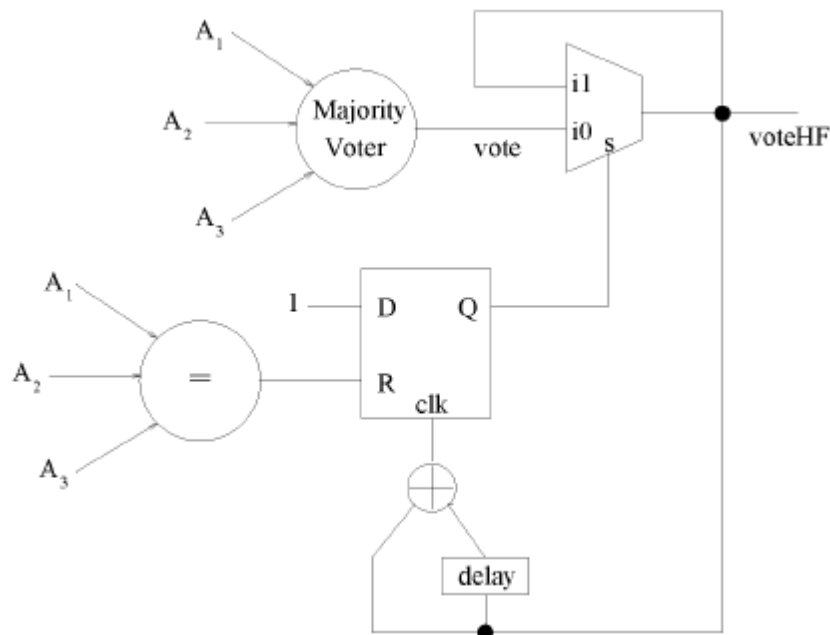 A₁
A₂
A₃
Majority
Voter
vote
i1
i0
s
voteHF
A₁
A₂
A₃
=
1
D
Q
R
clk
delay